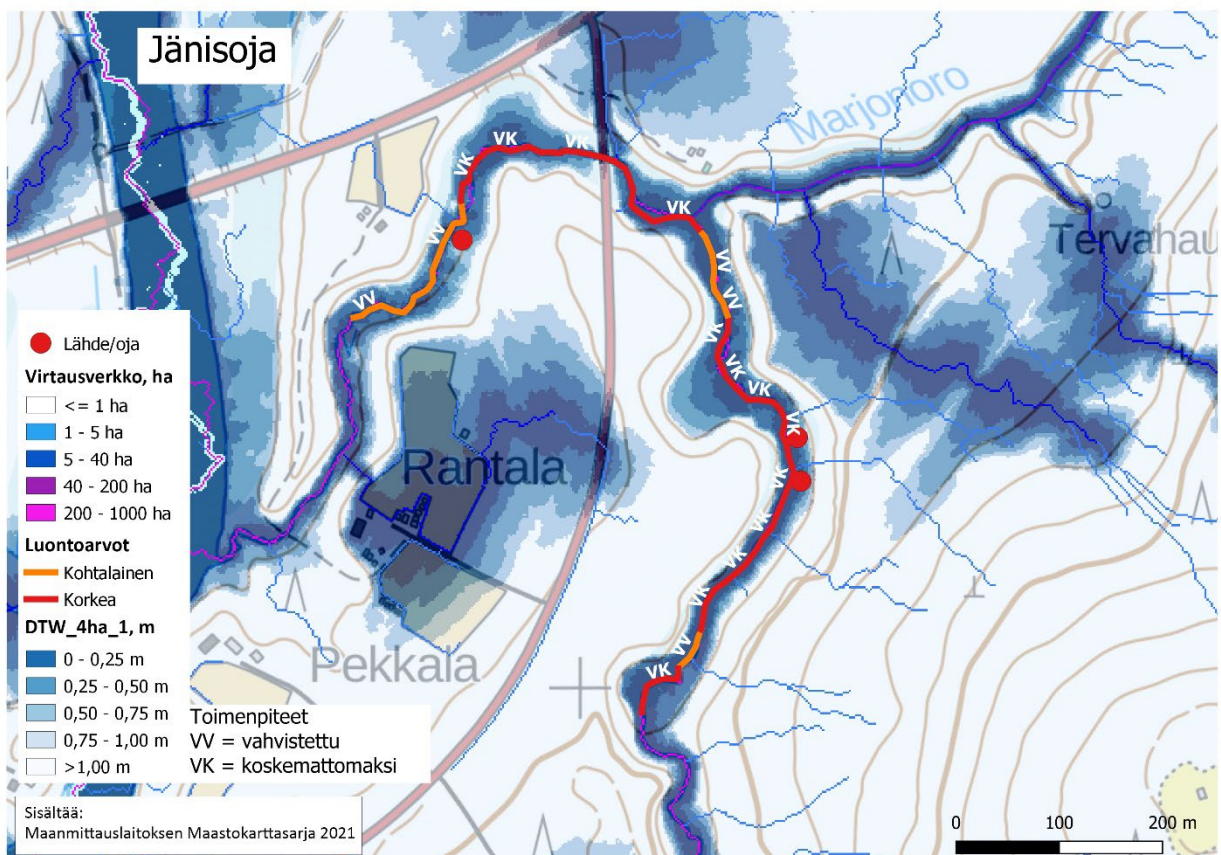 Jänisoja
Marjonoro
Tervahau
VK
VK
VK
VK
VV
VV
VK
VV
VV
VK
VK
VK
VK
VK
VK
VK
VK
VV
VK
Rantala
Pekkala
Lähde/oja
Virtausverkko, ha
<= 1 ha
1 - 5 ha
5 - 40 ha
40 - 200 ha
200 - 1000 ha
Luontoarvot
Kohtalainen
Korkea
DTW_4ha_1, m
0 - 0,25 m
0,25 - 0,50 m
0,50 - 0,75 m
0,75 - 1,00 m
>1,00 m
Toimenpiteet
VV = vahvistettu
VK = koskemattomaksi
Sisältää:
Maanmittauslaitoksen Maastokarttasarja 2021
0 100 200 m